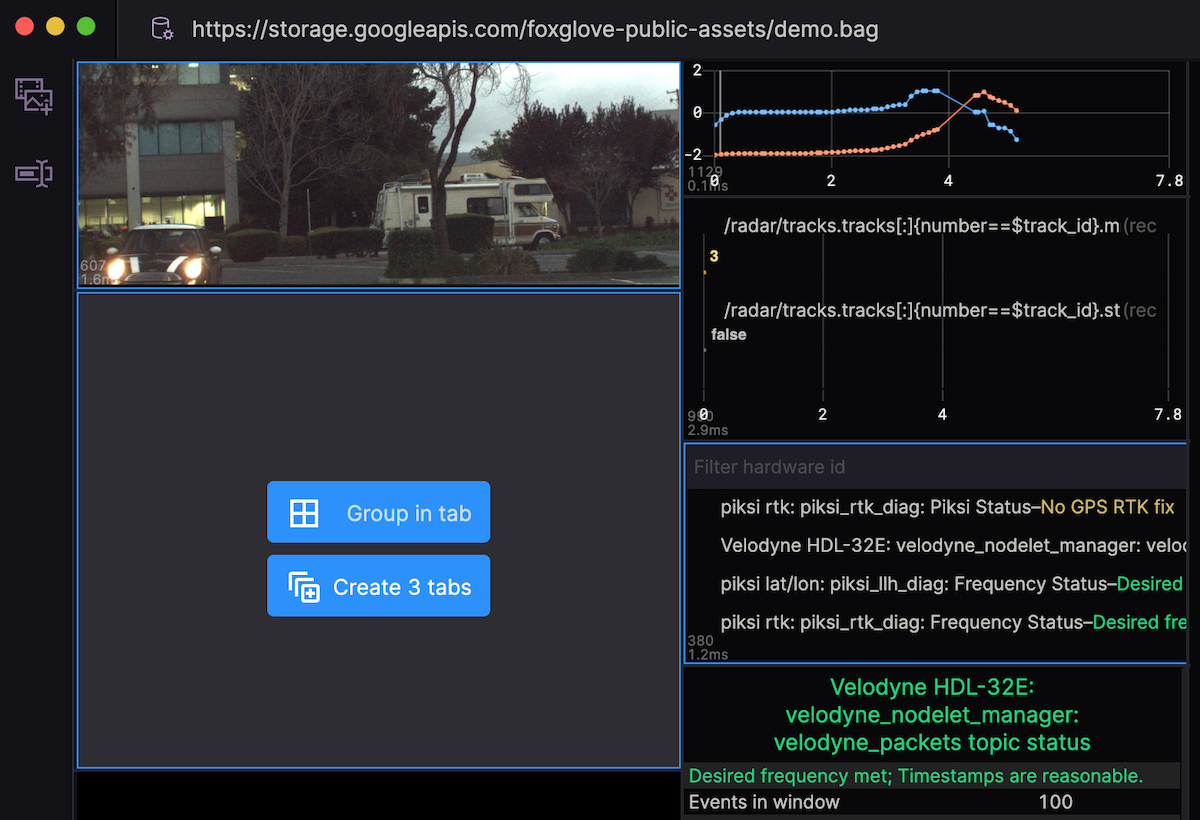 https://storage.googleapis.com/foxglove-public-assets/demo.bag
607
1.6m
Group in tab
Create 3 tabs
2
0
-2
1129
0.1ms
0
2
4
7.8
/radar/tracks.tracks[:]{number==$track_id}.m(rec
3
/radar/tracks.tracks[:]{number==$track_id}.st(rec
false
990
2.9ms
0
2
4
7.8
Filter hardware id
piksi rtk: piksi_rtk_diag: Piksi Status–No GPS RTK fix
Velodyne HDL-32E: velodyne_nodelet_manager: veloc
piksi lat/lon: piksi_llh_diag: Frequency Status–Desired
piksi rtk: piksi_rtk_diag: Frequency Status–Desired fre
380
1.2ms
Velodyne HDL-32E:
velodyne_nodelet_manager:
velodyne_packets topic status
Desired frequency met; Timestamps are reasonable.
Events in window 100